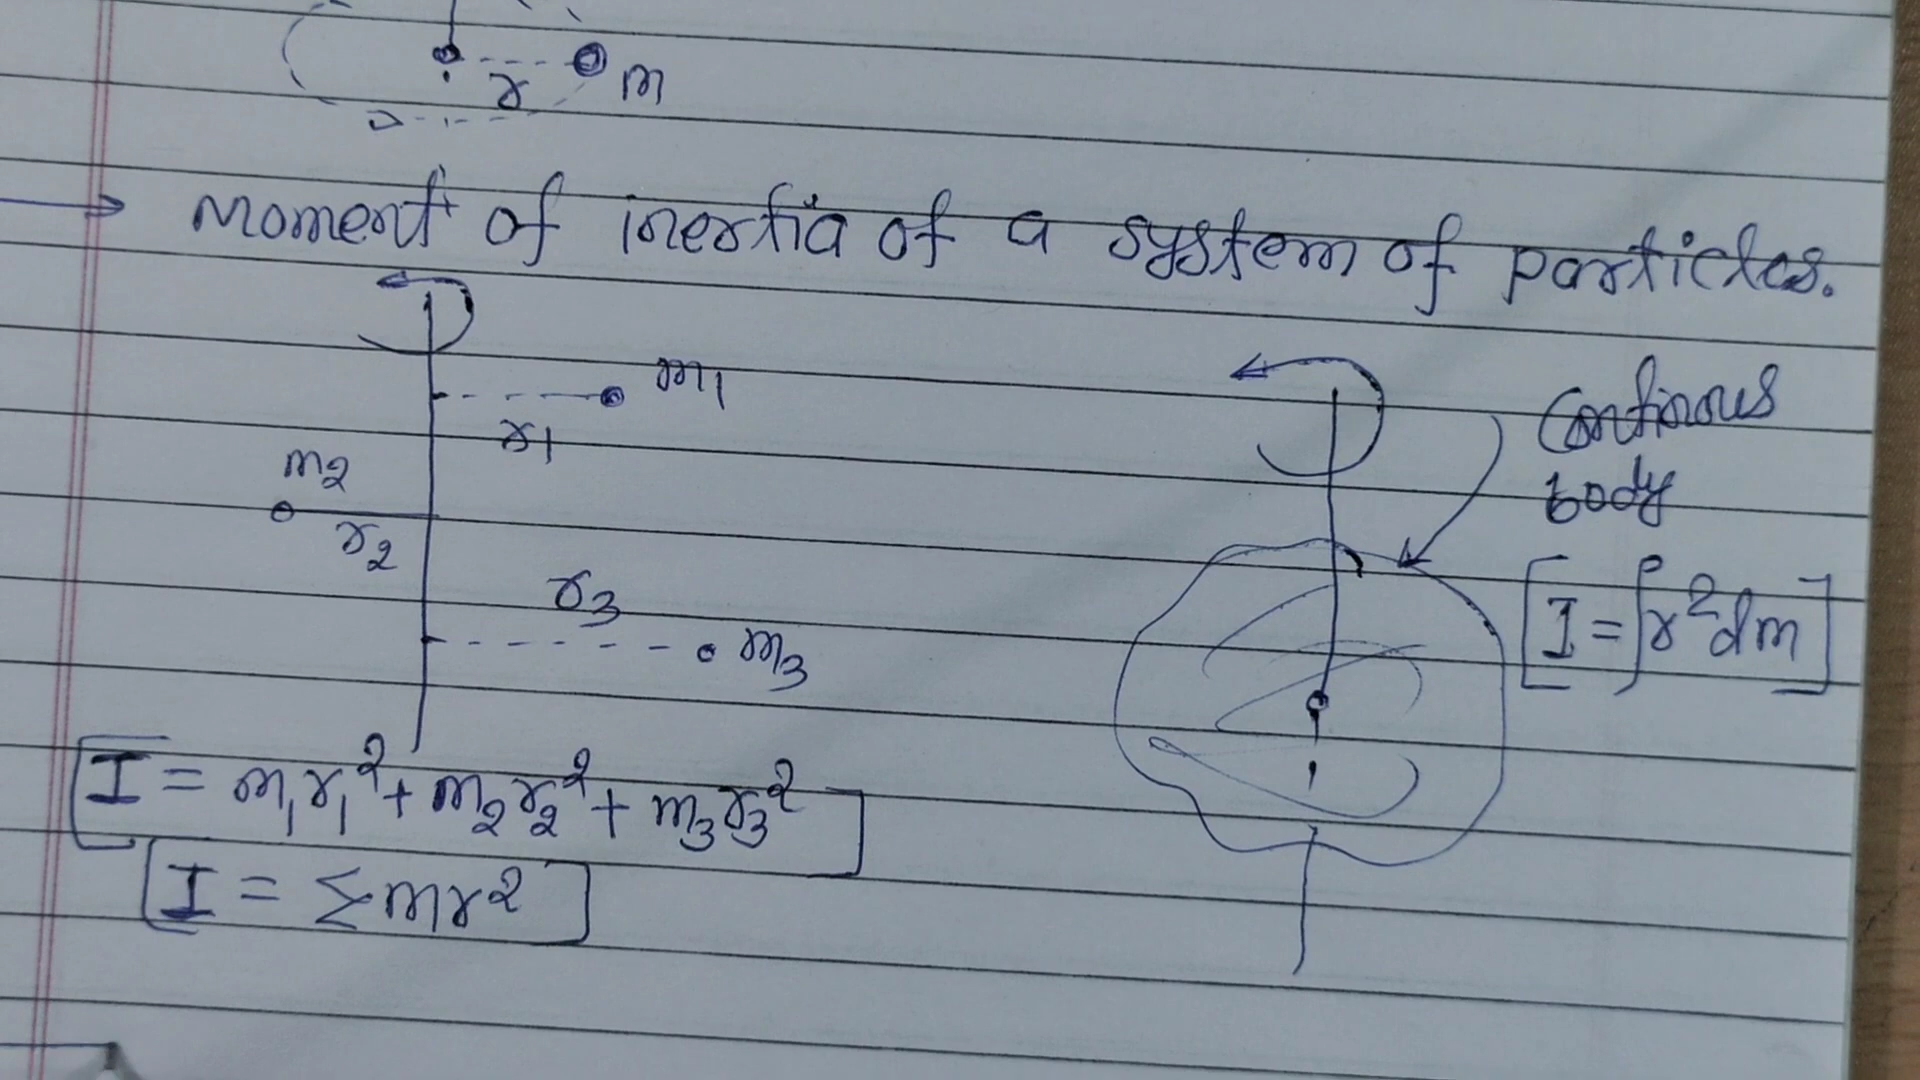 r m
→ Moment of inertia of a system of particles.
m1
r1
m2
r2
r3
m3
I = m₁r₁² + m₂r₂² + m₃r₃²
I = Σmr²
Continous
body
[I = ∫r²dm]